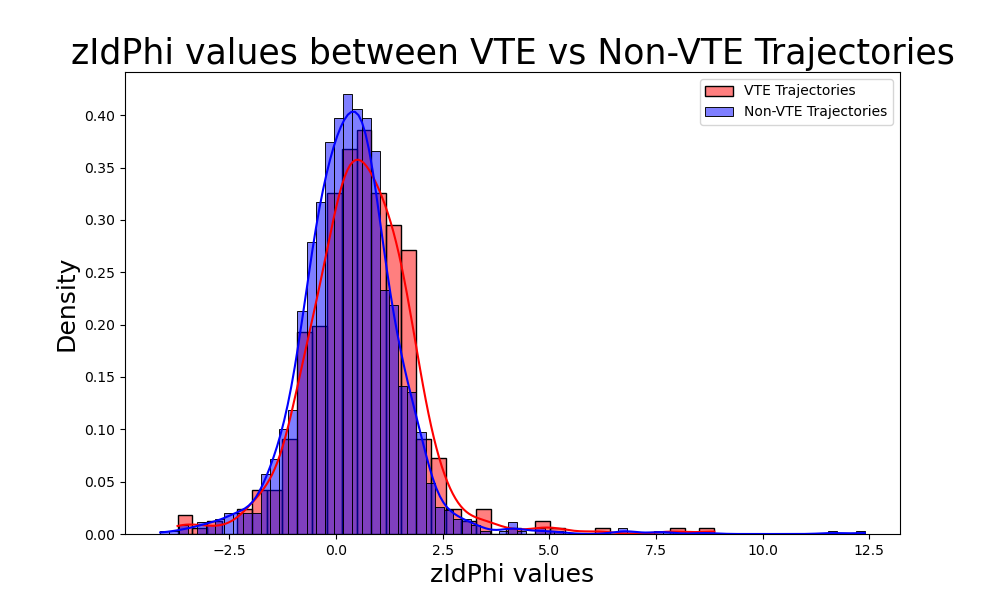 zIdPhi values between VTE vs Non-VTE Trajectories
VTE Trajectories
Non-VTE Trajectories
Density
0.40
0.35
0.30
0.25
0.20
0.15
0.10
0.05
0.00
−2.5 0.0 2.5 5.0 7.5 10.0 12.5
zIdPhi values